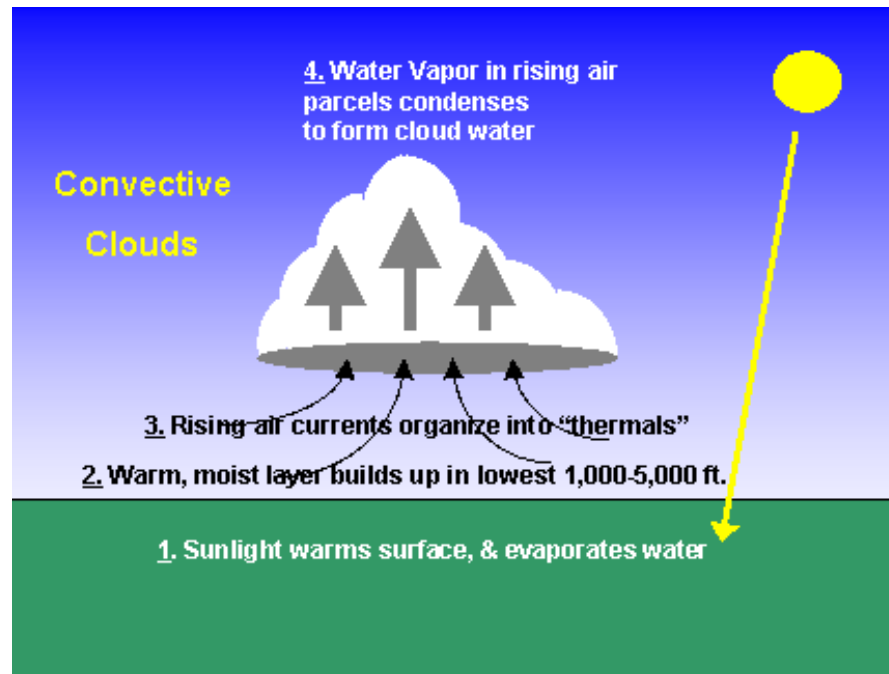 4. Water Vapor in rising air
parcels condenses
to form cloud water
Convective
Clouds
3. Rising air currents organize into “thermals”
2. Warm, moist layer builds up in lowest 1,000-5,000 ft.
1. Sunlight warms surface, & evaporates water